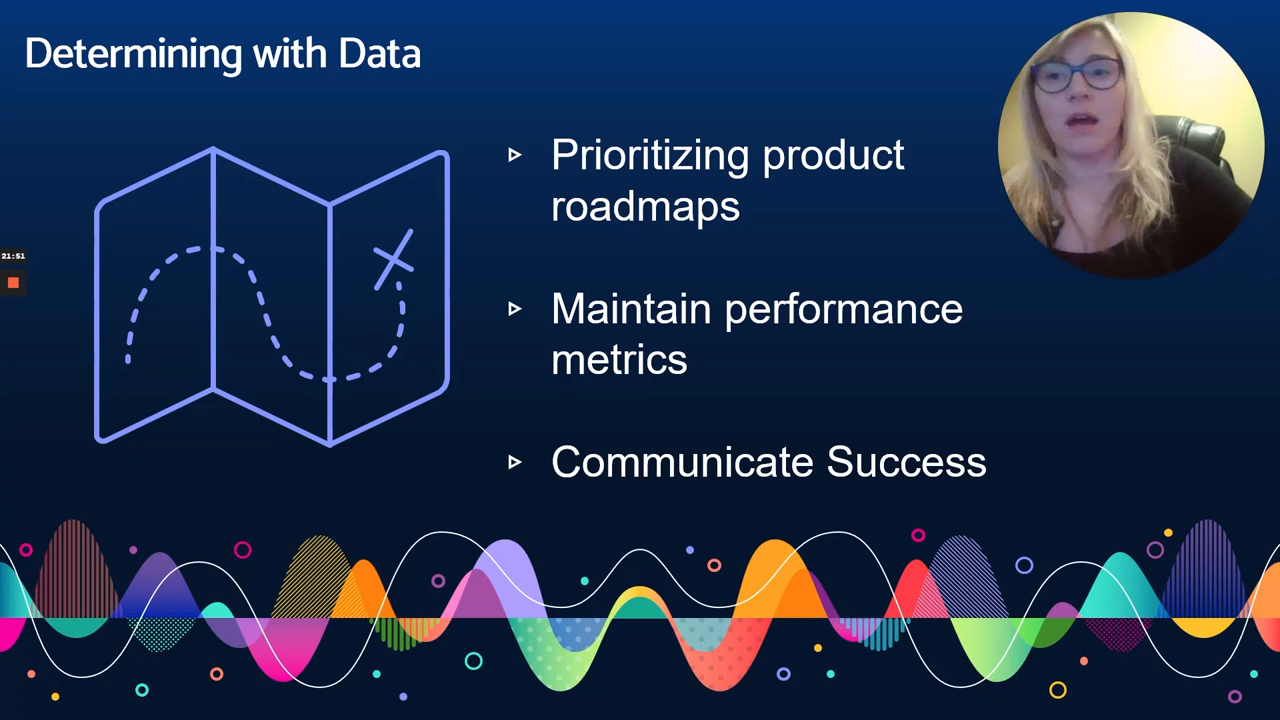 Determining with Data
Prioritizing product
roadmaps
21:51
Maintain performance
metrics
Communicate Success